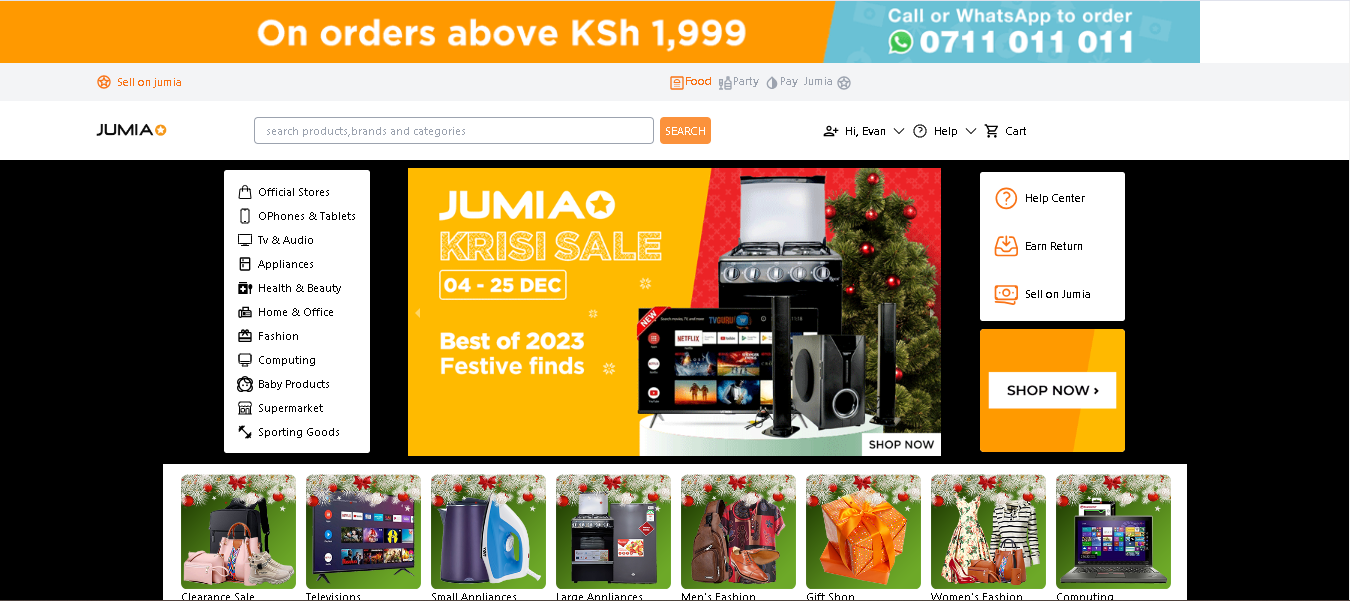 On orders above KSh 1,999
Call or WhatsApp to order
0711 011 011
Sell on jumia
Food Party Pay Jumia
JUMIA
search products,brands and categories
SEARCH
Hi, Evan
Help
Cart
Official Stores
OPhones & Tablets
Tv & Audio
Appliances
Health & Beauty
Home & Office
Fashion
Computing
Baby Products
Supermarket
Sporting Goods
JUMIA
KRISI SALE
04 - 25 DEC
Best of 2023
Festive finds
NEW
TVGURU
NETFLIX
SHOP NOW
Help Center
Earn Return
Sell on Jumia
SHOP NOW ›
Clearance Sale
Televisions
Small Appliances
Large Appliances
Men's Fashion
Gift Shop
Women's Fashion
Computing